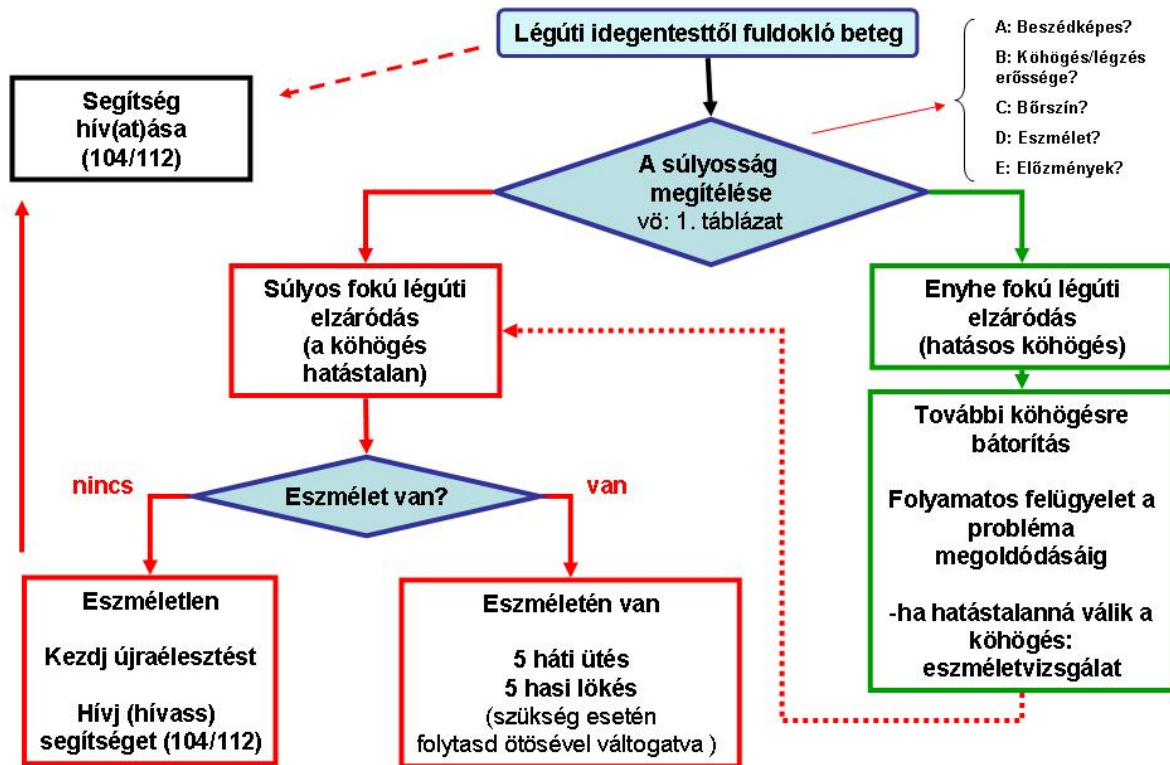 Légúti idegentesttől fuldokló beteg
A: Beszédképes?
B: Köhögés/légzés
erőssége?
C: Bőrszín?
D: Eszmélet?
E: Előzmények?
Segítség
hív(at)ása
(104/112)
A súlyosság
megítélése
vö: 1. táblázat
Súlyos fokú légúti
elzáródás
(a köhögés
hatástalan)
Enyhe fokú légúti
elzáródás
(hatásos köhögés)
További köhögésre
bátorítás
Folyamatos felügyelet a
probléma
megoldódásáig
-ha hatástalanná válik a
köhögés:
eszméletvizsgálat
nincs
Eszmélet van?
van
Eszméletlen
Kezdj újraélesztést
Hívj (hívass)
segítséget (104/112)
Eszméletén van
5 háti ütés
5 hasi lökés
(szükség esetén
folytasd ötösével váltogatva )